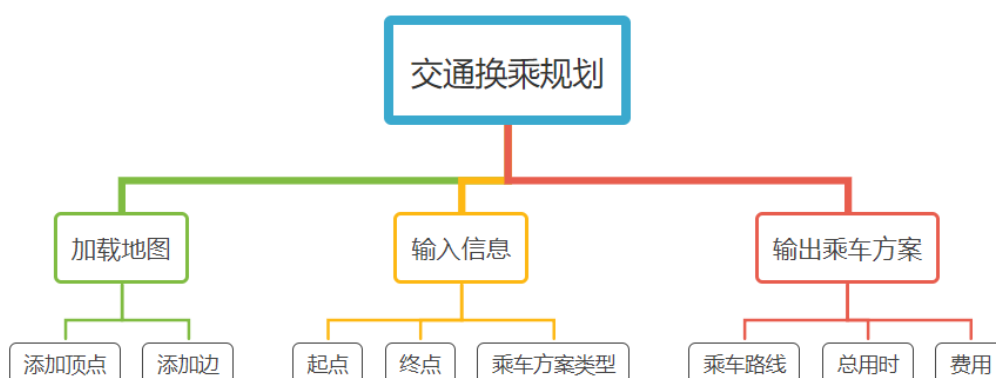 交通换乘规划
加载地图
输入信息
输出乘车方案
添加顶点
添加边
起点
终点
乘车方案类型
乘车路线
总用时
费用